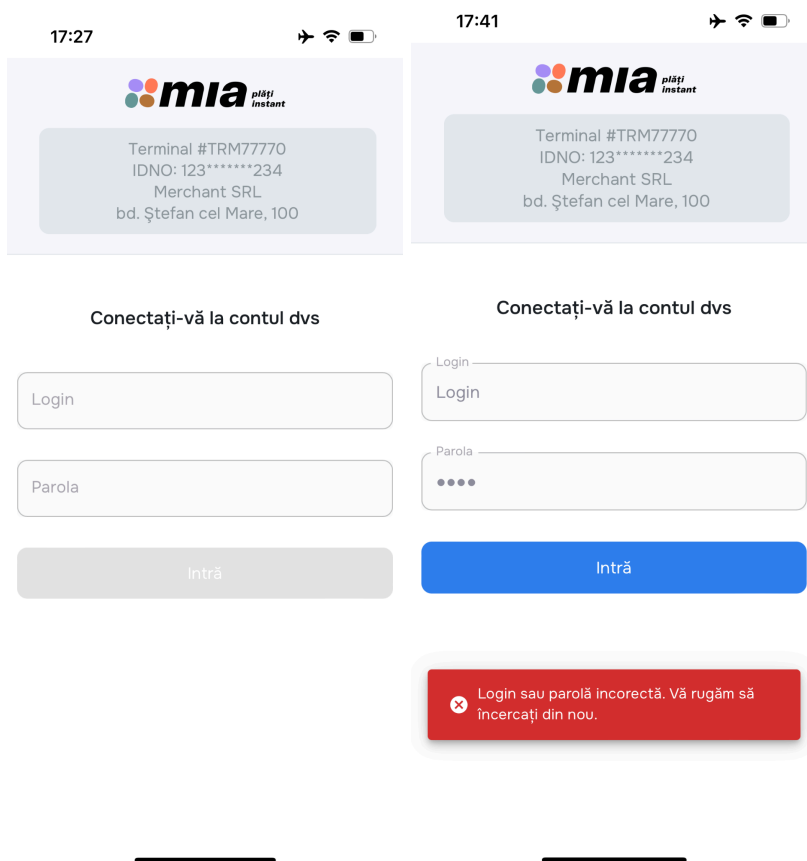 17:27
mia plăți
instant
Terminal #TRM77770
IDNO: 123*******234
Merchant SRL
bd. Ştefan cel Mare, 100
Conectați-vă la contul dvs
Login
Parola
Intră
17:41
mia plăți
instant
Terminal #TRM77770
IDNO: 123*******234
Merchant SRL
bd. Ştefan cel Mare, 100
Conectați-vă la contul dvs
Login
Login
Parola
••••
Intră
Login sau parolă incorectă. Vă rugăm să
încercați din nou.